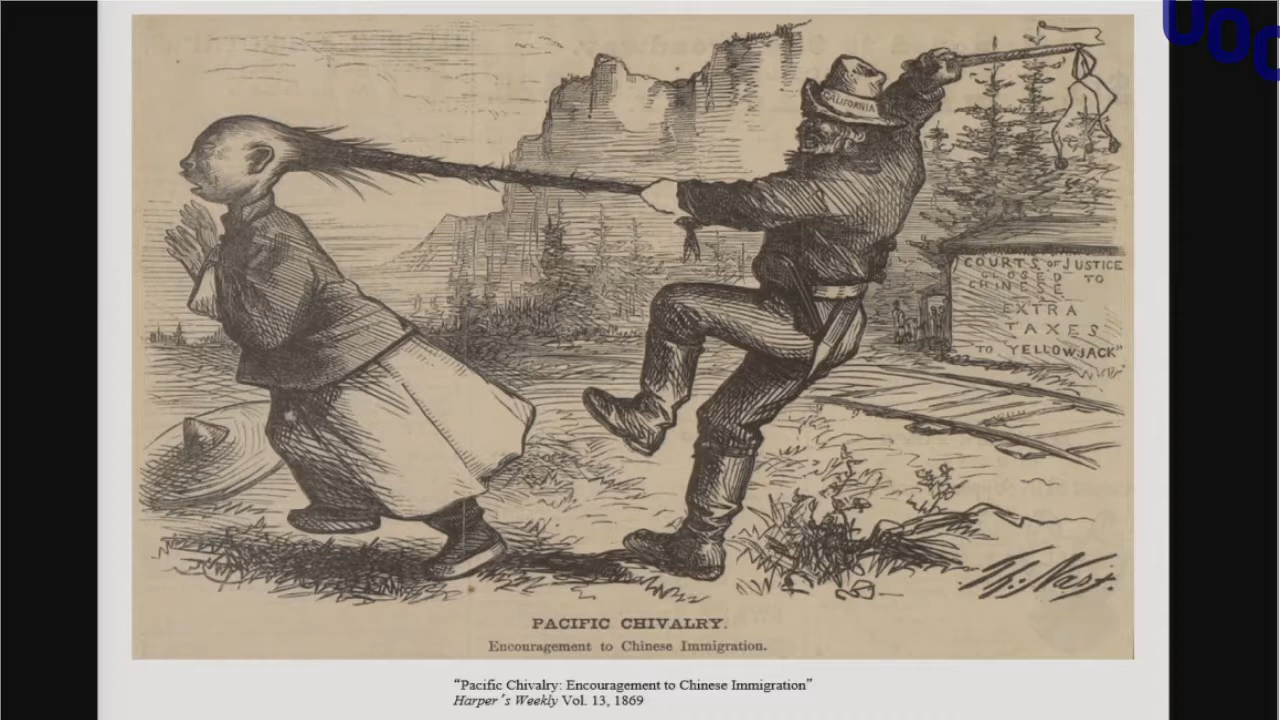 UOC
CALIFORNIA
COURTS OF JUSTICE
CLOSED TO
CHINESE
EXTRA
TAXES
TO "YELLOWJACK"
Th: Nast.
PACIFIC CHIVALRY.
Encouragement to Chinese Immigration.
“Pacific Chivalry: Encouragement to Chinese Immigration”
Harper's Weekly Vol. 13, 1869